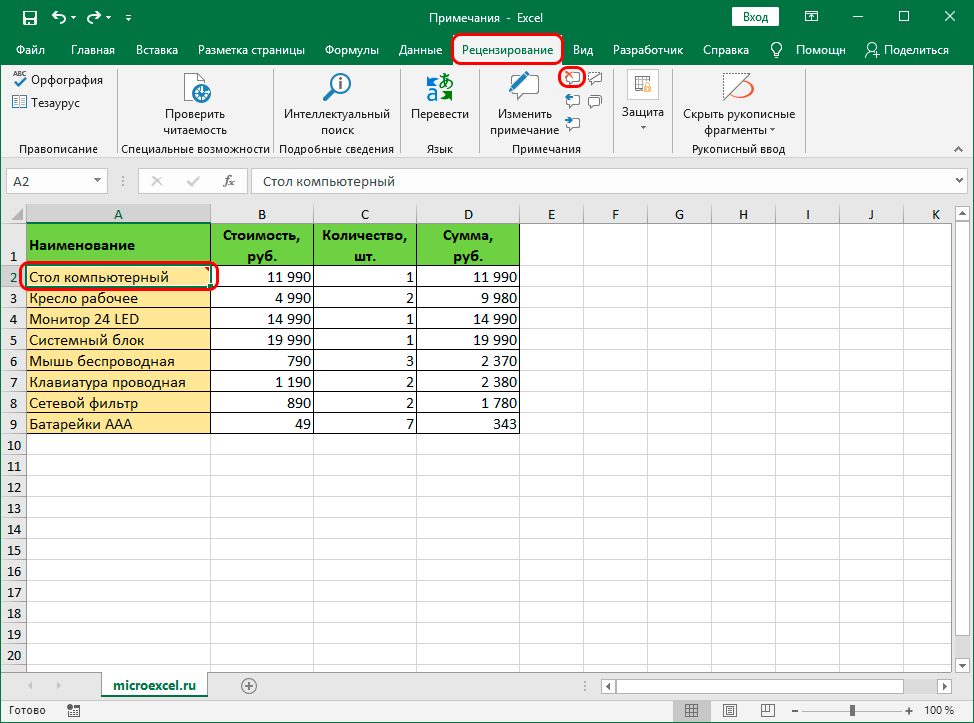 Примечания - Excel
Вход
Файл Главная Вставка Разметка страницы Формулы Данные Рецензирование Вид Разработчик Справка Помощн Поделиться
ABC Орфография
Тезаурус
Правописание
Проверить
читаемость
Специальные возможности
Интеллектуальный
поиск
Подробные сведения
Перевести
Язык
Изменить
примечание
Примечания
Защита
Скрыть рукописные
фрагменты
Рукописный ввод
A2
fx
Стол компьютерный
A B C D E F G H I J K
1 Наименование Стоимость, Количество, Сумма,
руб. шт. руб.
2 Стол компьютерный 11 990 1 11 990
3 Кресло рабочее 4 990 2 9 980
4 Монитор 24 LED 14 990 1 14 990
5 Системный блок 19 990 1 19 990
6 Мышь беспроводная 790 3 2 370
7 Клавиатура проводная 1 190 2 2 380
8 Сетевой фильтр 890 2 1 780
9 Батарейки ААА 49 7 343
10
11
12
13
14
15
16
17
18
19
20
microexcel.ru
Готово
100 %